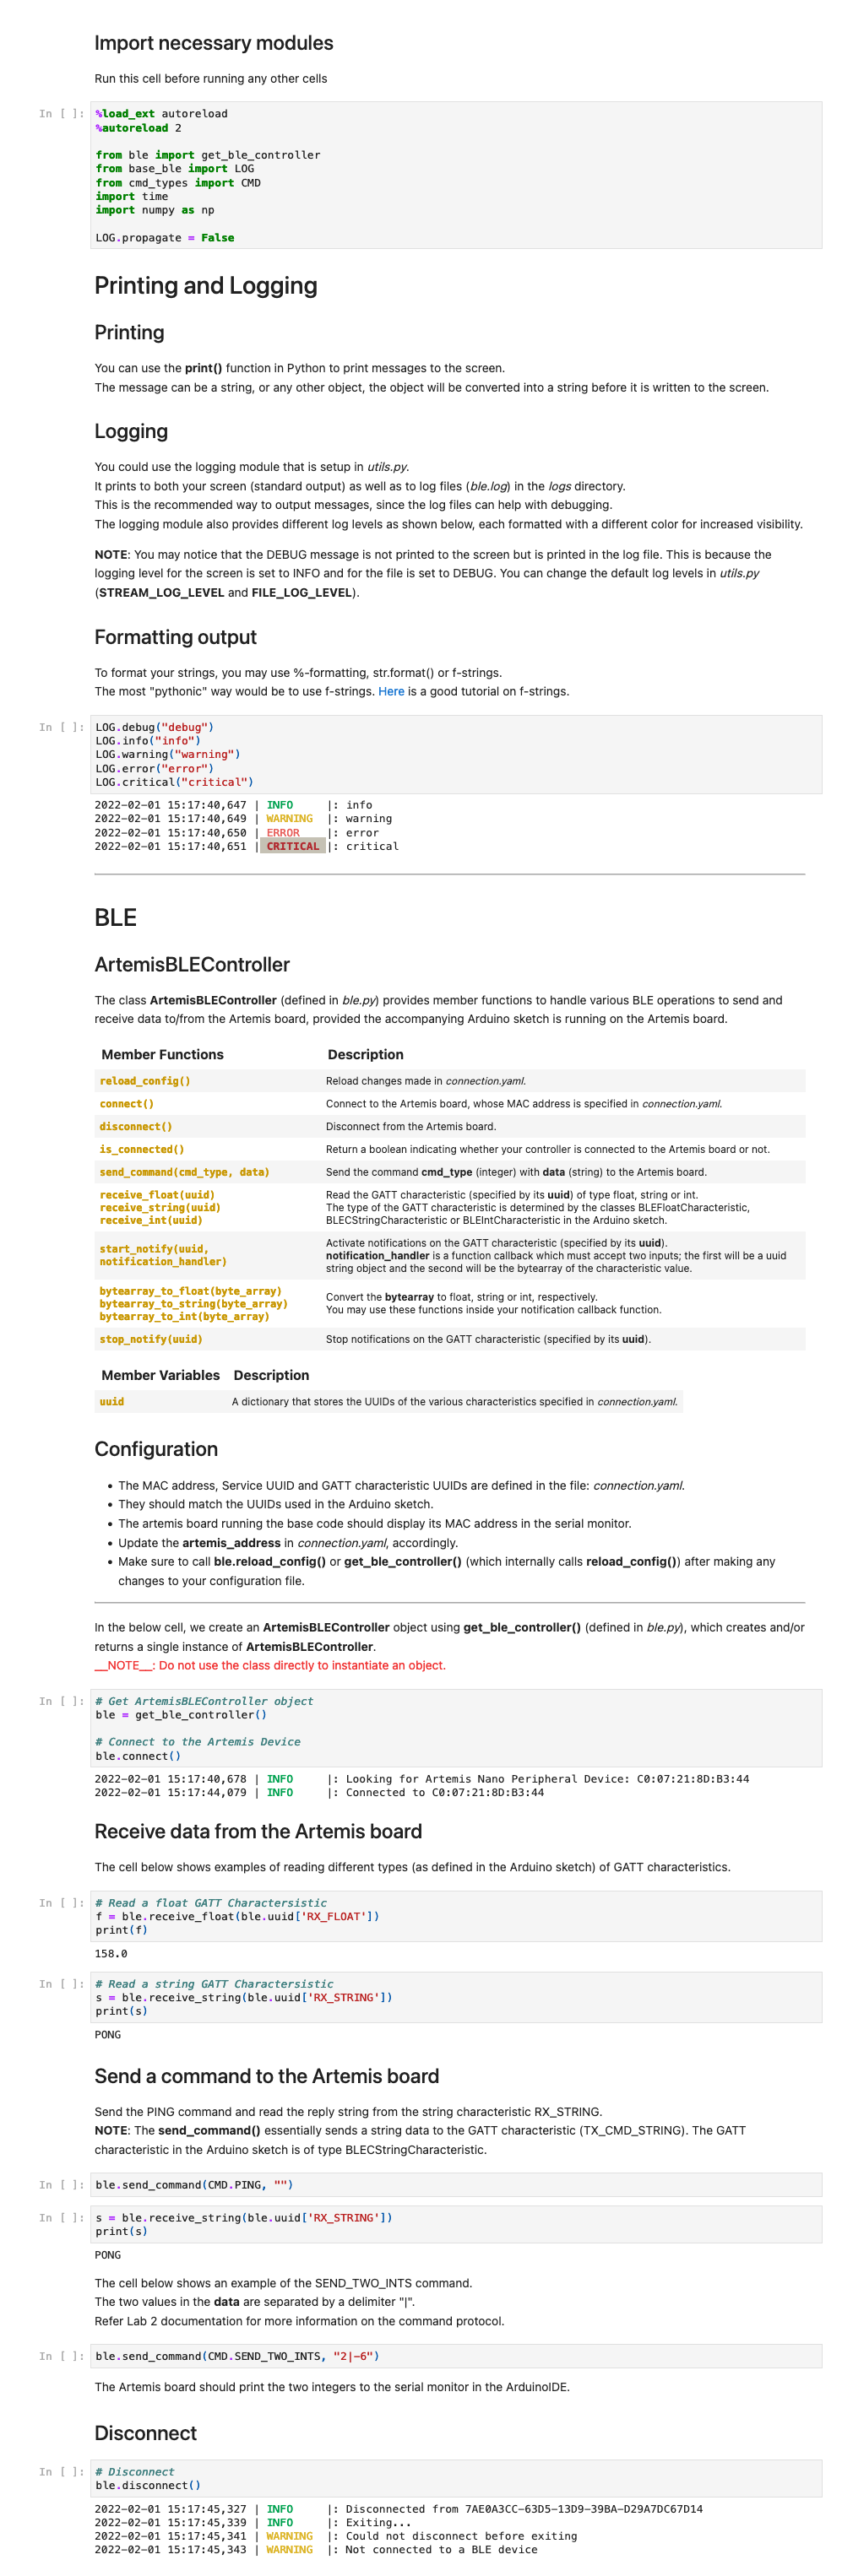 Import necessary modules
Run this cell before running any other cells
In [ ]:
%load_ext autoreload
%autoreload 2
from ble import get_ble_controller
from base_ble import LOG
from cmd_types import CMD
import time
import numpy as np
LOG.propagate = False
Printing and Logging
Printing
You can use the print() function in Python to print messages to the screen.
The message can be a string, or any other object, the object will be converted into a string before it is written to the screen.
Logging
You could use the logging module that is setup in utils.py.
It prints to both your screen (standard output) as well as to log files (ble.log) in the logs directory.
This is the recommended way to output messages, since the log files can help with debugging.
The logging module also provides different log levels as shown below, each formatted with a different color for increased visibility.
NOTE: You may notice that the DEBUG message is not printed to the screen but is printed in the log file. This is because the
logging level for the screen is set to INFO and for the file is set to DEBUG. You can change the default log levels in utils.py
(STREAM_LOG_LEVEL and FILE_LOG_LEVEL).
Formatting output
To format your strings, you may use %-formatting, str.format() or f-strings.
The most "pythonic" way would be to use f-strings. Here is a good tutorial on f-strings.
In [ ]:
LOG.debug("debug")
LOG.info("info")
LOG.warning("warning")
LOG.error("error")
LOG.critical("critical")
2022-02-01 15:17:40,647 | INFO     |: info
2022-02-01 15:17:40,649 | WARNING  |: warning
2022-02-01 15:17:40,650 | ERROR    |: error
2022-02-01 15:17:40,651 | CRITICAL |: critical
BLE
ArtemisBLEController
The class ArtemisBLEController (defined in ble.py) provides member functions to handle various BLE operations to send and
receive data to/from the Artemis board, provided the accompanying Arduino sketch is running on the Artemis board.
Member Functions Description
reload_config() Reload changes made in connection.yaml.
connect() Connect to the Artemis board, whose MAC address is specified in connection.yaml.
disconnect() Disconnect from the Artemis board.
is_connected() Return a boolean indicating whether your controller is connected to the Artemis board or not.
send_command(cmd_type, data) Send the command cmd_type (integer) with data (string) to the Artemis board.
receive_float(uuid) Read the GATT characteristic (specified by its uuid) of type float, string or int.
receive_string(uuid) The type of the GATT characteristic is determined by the classes BLEFloatCharacteristic,
receive_int(uuid) BLECStringCharacteristic or BLEIntCharacteristic in the Arduino sketch.
start_notify(uuid,
notification_handler)
Activate notifications on the GATT characteristic (specified by its uuid).
notification_handler is a function callback which must accept two inputs; the first will be a uuid
string object and the second will be the bytearray of the characteristic value.
bytearray_to_float(byte_array)
bytearray_to_string(byte_array)
bytearray_to_int(byte_array)
Convert the bytearray to float, string or int, respectively.
You may use these functions inside your notification callback function.
stop_notify(uuid) Stop notifications on the GATT characteristic (specified by its uuid).
Member Variables Description
uuid A dictionary that stores the UUIDs of the various characteristics specified in connection.yaml.
Configuration
• The MAC address, Service UUID and GATT characteristic UUIDs are defined in the file: connection.yaml.
• They should match the UUIDs used in the Arduino sketch.
• The artemis board running the base code should display its MAC address in the serial monitor.
• Update the artemis_address in connection.yaml, accordingly.
• Make sure to call ble.reload_config() or get_ble_controller() (which internally calls reload_config()) after making any
changes to your configuration file.
In the below cell, we create an ArtemisBLEController object using get_ble_controller() (defined in ble.py), which creates and/or
returns a single instance of ArtemisBLEController.
__NOTE__: Do not use the class directly to instantiate an object.
In [ ]:
# Get ArtemisBLEController object
ble = get_ble_controller()
# Connect to the Artemis Device
ble.connect()
2022-02-01 15:17:40,678 | INFO     |: Looking for Artemis Nano Peripheral Device: C0:07:21:8D:B3:44
2022-02-01 15:17:44,079 | INFO     |: Connected to C0:07:21:8D:B3:44
Receive data from the Artemis board
The cell below shows examples of reading different types (as defined in the Arduino sketch) of GATT characteristics.
In [ ]:
# Read a float GATT Charactersistic
f = ble.receive_float(ble.uuid['RX_FLOAT'])
print(f)
158.0
In [ ]:
# Read a string GATT Charactersistic
s = ble.receive_string(ble.uuid['RX_STRING'])
print(s)
PONG
Send a command to the Artemis board
Send the PING command and read the reply string from the string characteristic RX_STRING.
NOTE: The send_command() essentially sends a string data to the GATT characteristic (TX_CMD_STRING). The GATT
characteristic in the Arduino sketch is of type BLECStringCharacteristic.
In [ ]:
ble.send_command(CMD.PING, "")
In [ ]:
s = ble.receive_string(ble.uuid['RX_STRING'])
print(s)
PONG
The cell below shows an example of the SEND_TWO_INTS command.
The two values in the data are separated by a delimiter "|".
Refer Lab 2 documentation for more information on the command protocol.
In [ ]:
ble.send_command(CMD.SEND_TWO_INTS, "2|-6")
The Artemis board should print the two integers to the serial monitor in the ArduinoIDE.
Disconnect
In [ ]:
# Disconnect
ble.disconnect()
2022-02-01 15:17:45,327 | INFO     |: Disconnected from 7AE0A3CC-63D5-13D9-39BA-D29A7DC67D14
2022-02-01 15:17:45,339 | INFO     |: Exiting...
2022-02-01 15:17:45,341 | WARNING  |: Could not disconnect before exiting
2022-02-01 15:17:45,343 | WARNING  |: Not connected to a BLE device